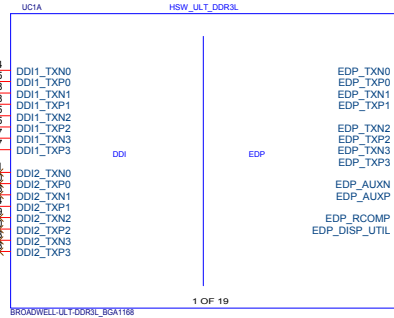 UC1A
HSW_ULT_DDR3L
DDI1_TXN0
DDI1_TXP0
DDI1_TXN1
DDI1_TXP1
DDI1_TXN2
DDI1_TXP2
DDI1_TXN3
DDI1_TXP3
DDI2_TXN0
DDI2_TXP0
DDI2_TXN1
DDI2_TXP1
DDI2_TXN2
DDI2_TXP2
DDI2_TXN3
DDI2_TXP3
DDI
EDP
EDP_TXN0
EDP_TXP0
EDP_TXN1
EDP_TXP1
EDP_TXN2
EDP_TXP2
EDP_TXN3
EDP_TXP3
EDP_AUXN
EDP_AUXP
EDP_RCOMP
EDP_DISP_UTIL
1 OF 19
BROADWELL-ULT-DDR3L_BGA1168